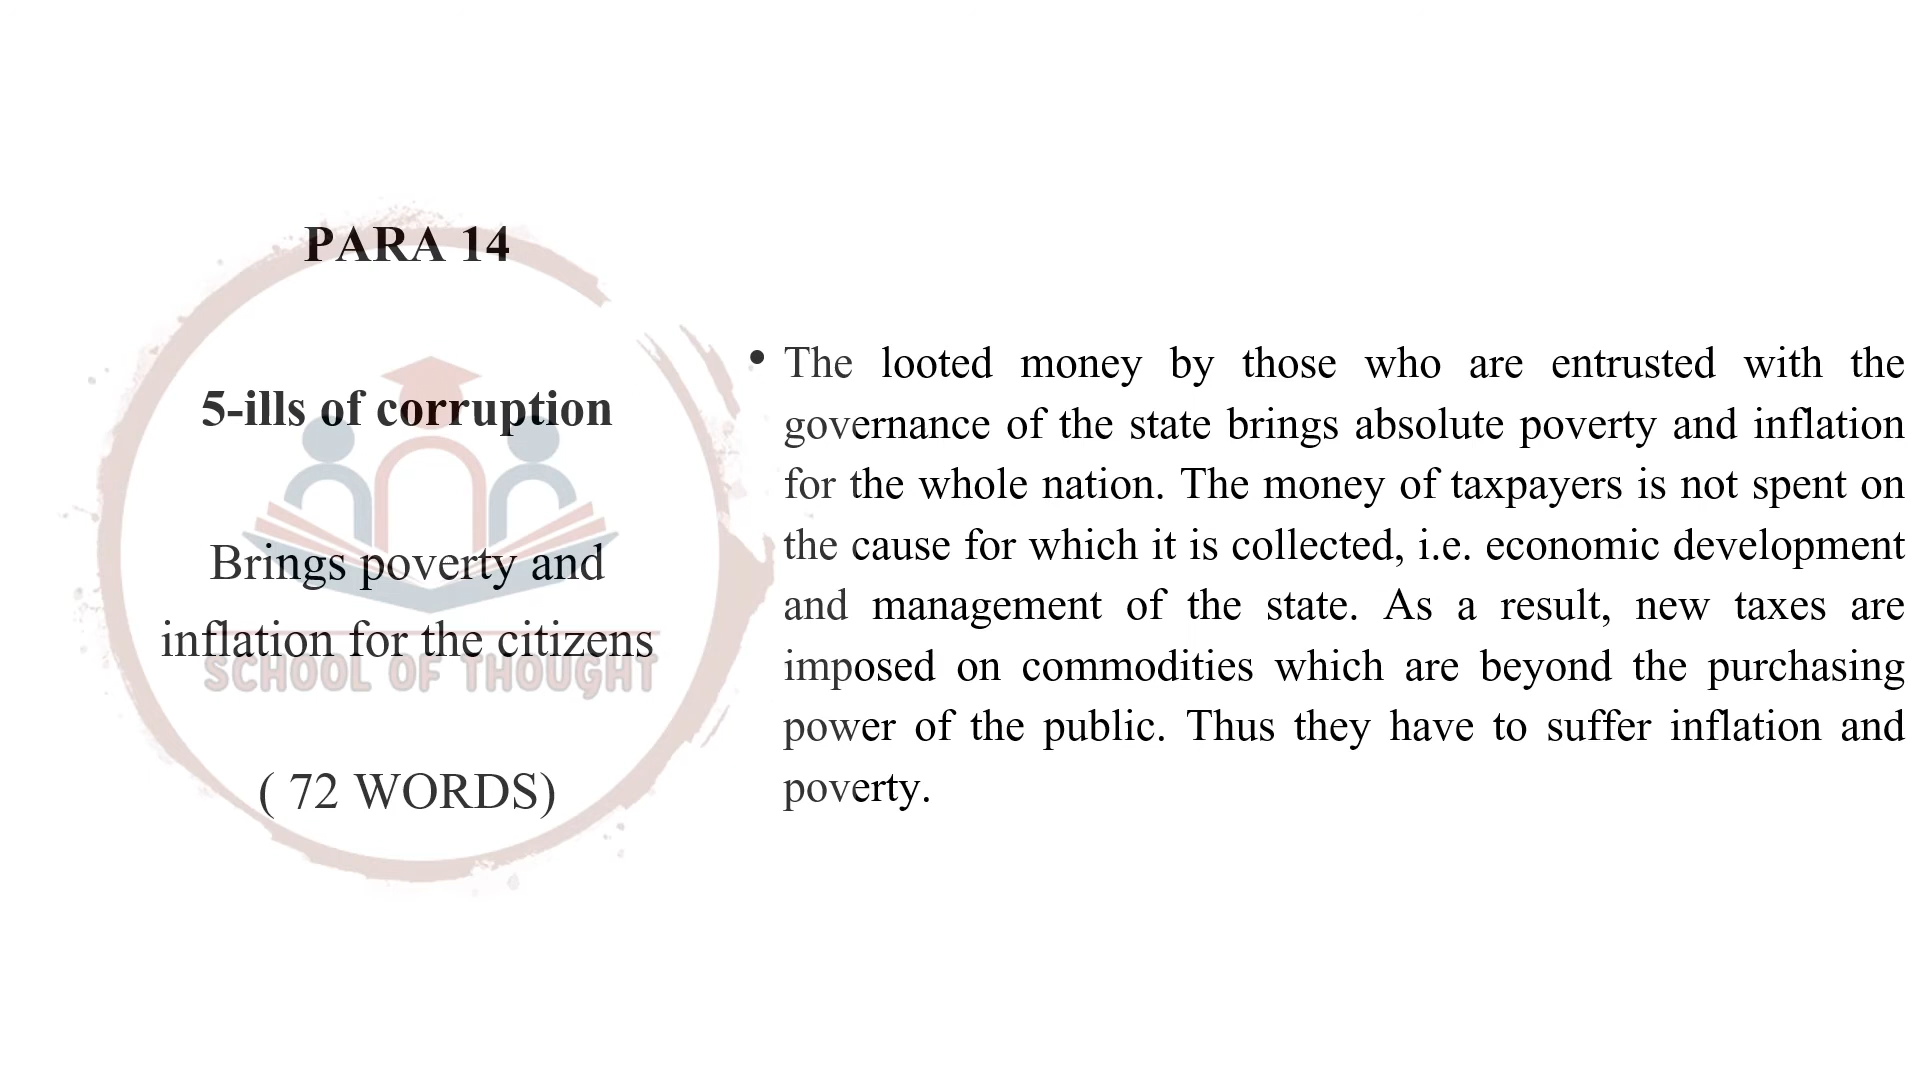 PARA 14
5-ills of corruption
Brings poverty and
inflation for the citizens
SCHOOL OF THOUGHT
( 72 WORDS)
• The looted money by those who are entrusted with the
governance of the state brings absolute poverty and inflation
for the whole nation. The money of taxpayers is not spent on
the cause for which it is collected, i.e. economic development
and management of the state. As a result, new taxes are
imposed on commodities which are beyond the purchasing
power of the public. Thus they have to suffer inflation and
poverty.